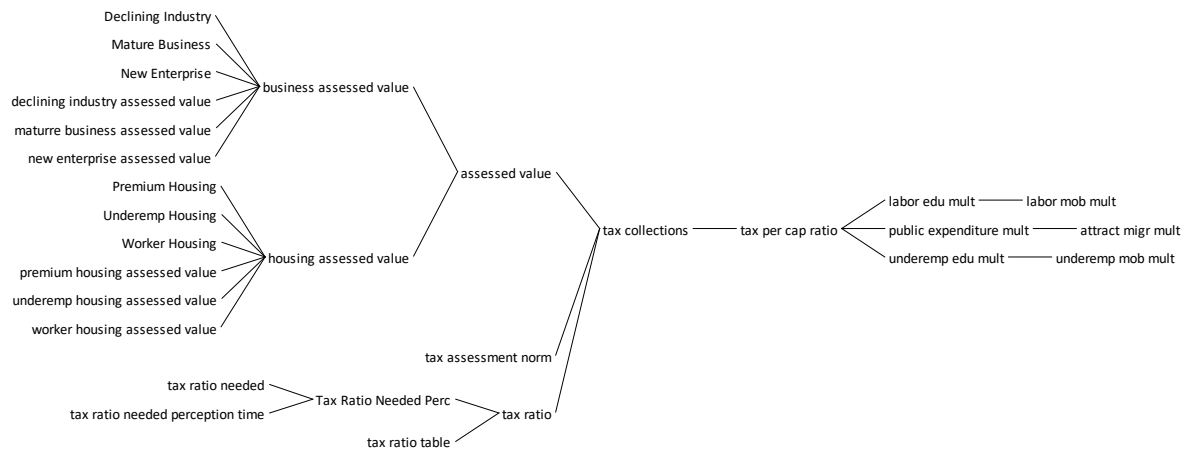 Declining Industry
Mature Business
New Enterprise
declining industry assessed value
maturre business assessed value
new enterprise assessed value
business assessed value
Premium Housing
Underemp Housing
Worker Housing
premium housing assessed value
underemp housing assessed value
worker housing assessed value
housing assessed value
assessed value
tax assessment norm
tax ratio needed
tax ratio needed perception time
Tax Ratio Needed Perc
tax ratio table
tax ratio
tax collections
tax per cap ratio
labor edu mult
labor mob mult
public expenditure mult
attract migr mult
underemp edu mult
underemp mob mult